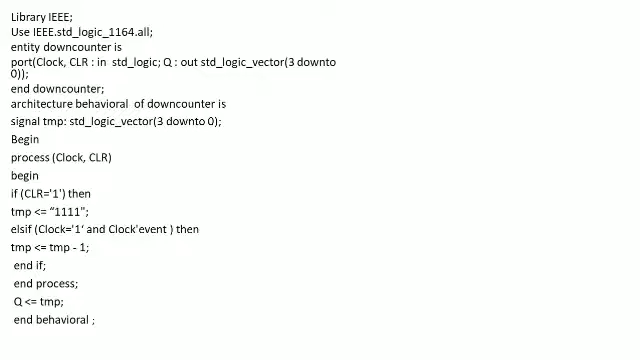 Library IEEE;
Use IEEE.std_logic_1164.all;
entity downcounter is
port(Clock, CLR : in  std_logic; Q : out std_logic_vector(3 downto
0));
end downcounter;
architecture behavioral  of downcounter is
signal tmp: std_logic_vector(3 downto 0);
Begin
process (Clock, CLR)
begin
if (CLR='1') then
tmp <= “1111";
elsif (Clock='1‘ and Clock'event ) then
tmp <= tmp - 1;
end if;
end process;
Q <= tmp;
end behavioral ;